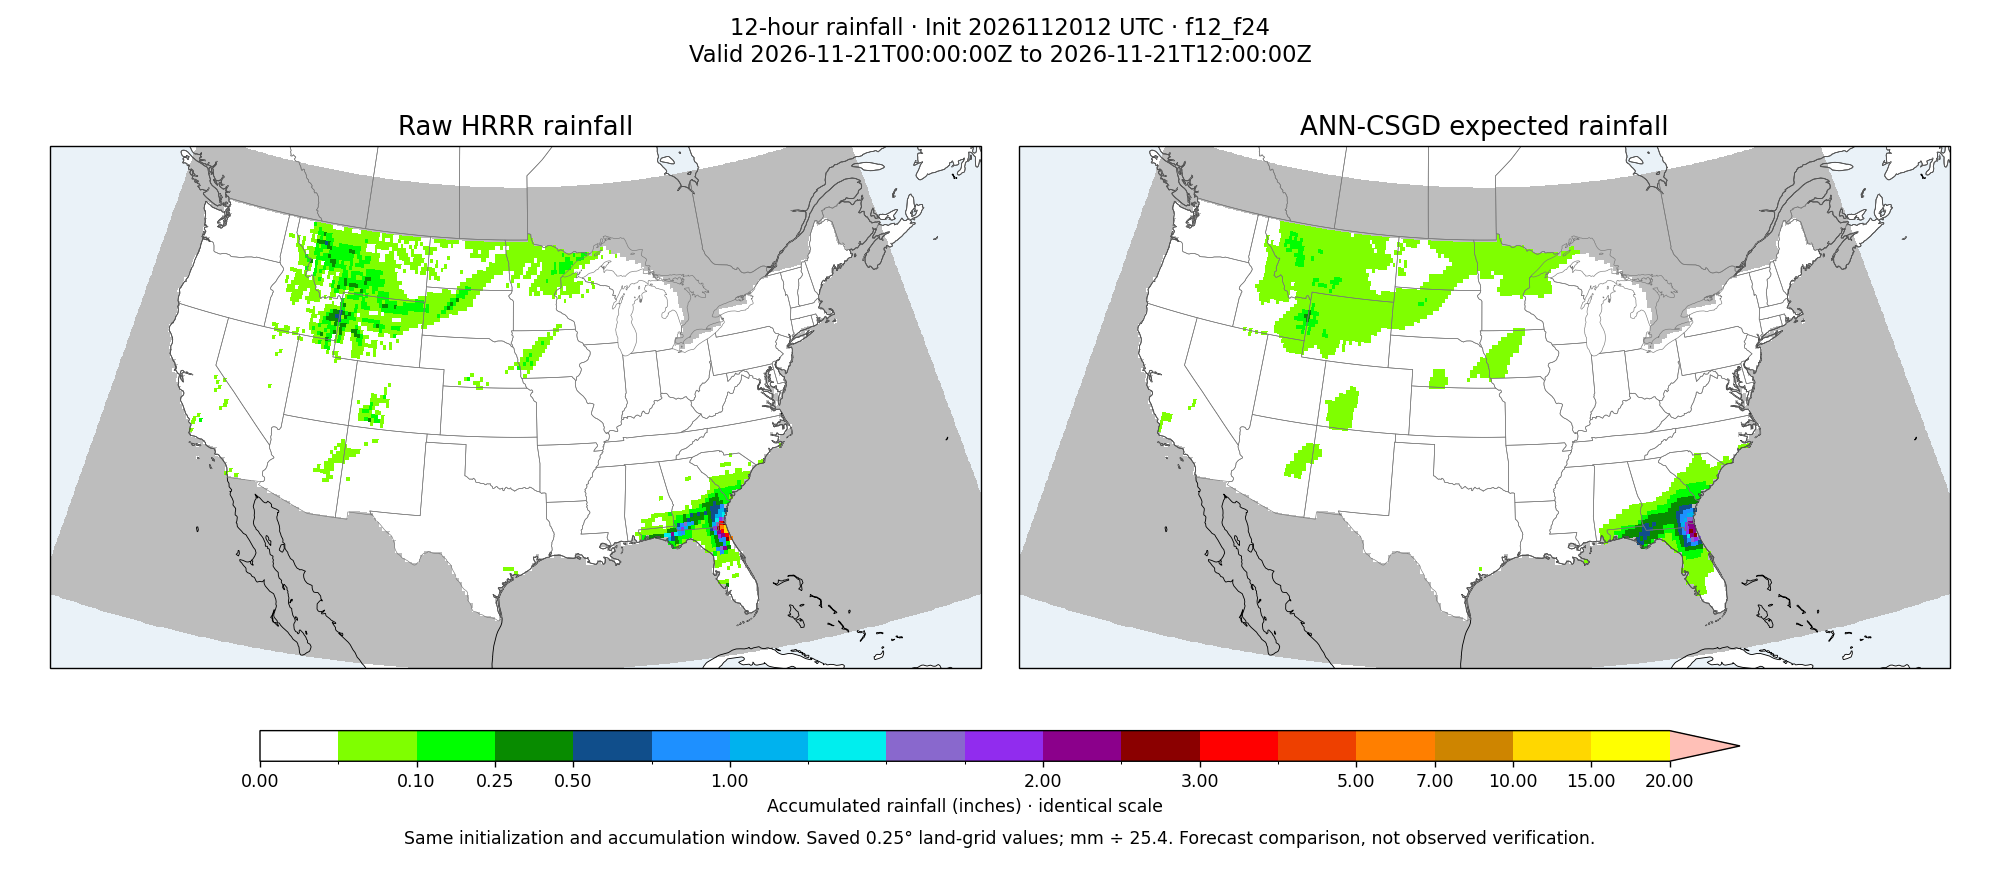 12-hour rainfall · Init 2026112012 UTC · f12_f24
Valid 2026-11-21T00:00:00Z to 2026-11-21T12:00:00Z
Raw HRRR rainfall
ANN-CSGD expected rainfall
0.00 0.10 0.25 0.50 1.00 2.00 3.00 5.00 7.00 10.00 15.00 20.00
Accumulated rainfall (inches) · identical scale
Same initialization and accumulation window. Saved 0.25° land-grid values; mm ÷ 25.4. Forecast comparison, not observed verification.